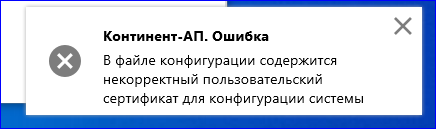 Континент-АП. Ошибка
В файле конфигурации содержится
некорректный пользовательский
сертификат для конфигурации системы